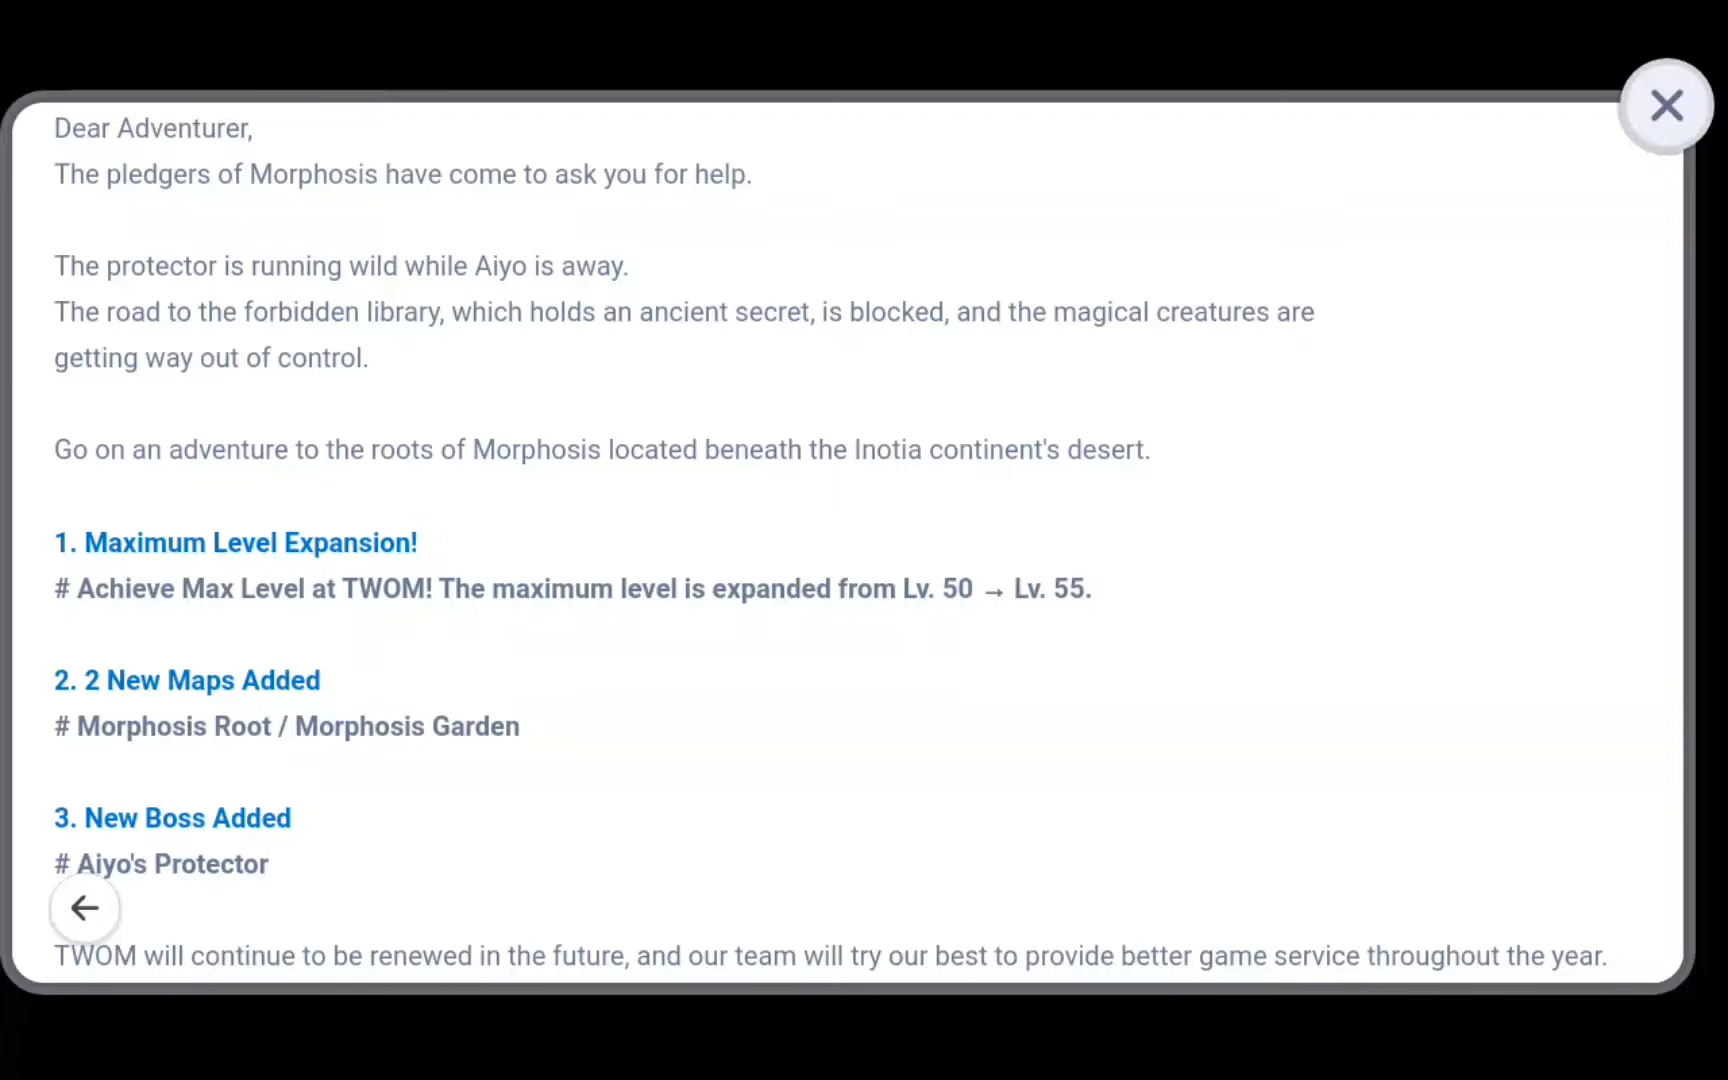 Dear Adventurer,
The pledgers of Morphosis have come to ask you for help.
The protector is running wild while Aiyo is away.
The road to the forbidden library, which holds an ancient secret, is blocked, and the magical creatures are
getting way out of control.
Go on an adventure to the roots of Morphosis located beneath the Inotia continent's desert.
1. Maximum Level Expansion!
# Achieve Max Level at TWOM! The maximum level is expanded from Lv. 50 → Lv. 55.
2. 2 New Maps Added
# Morphosis Root / Morphosis Garden
3. New Boss Added
# Aiyo's Protector
TWOM will continue to be renewed in the future, and our team will try our best to provide better game service throughout the year.